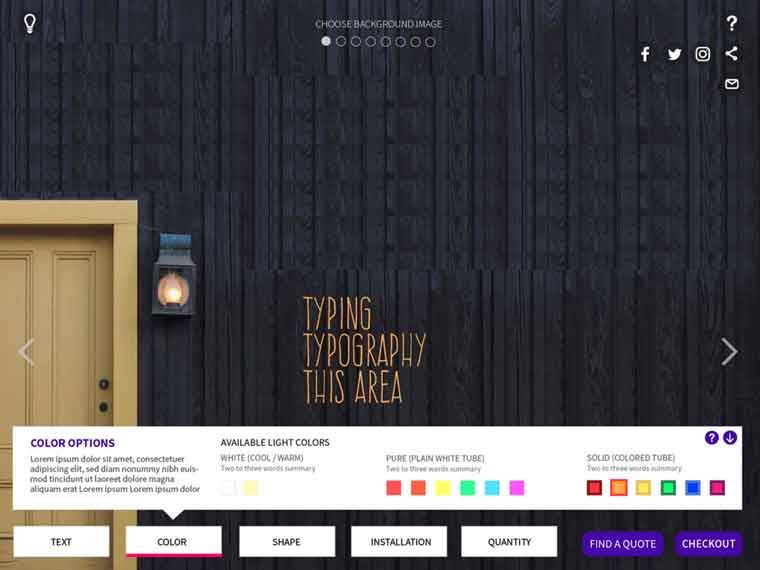 CHOOSE BACKGROUND IMAGE
?
TYPING
TYPOGRAPHY
THIS AREA
COLOR OPTIONS
Lorem ipsum dolor sit amet, consectetuer
adipiscing elit, sed diam nonummy nibh euis-
mod tincidunt ut laoreet dolore magna
aliquam erat Lorem ipsum Lorem ipsum dolor
AVAILABLE LIGHT COLORS
WHITE (COOL / WARM)
Two to three words summary
PURE (PLAIN WHITE TUBE)
Two to three words summary
SOLID (COLORED TUBE)
Two to three words summary
?
TEXT
COLOR
SHAPE
INSTALLATION
QUANTITY
FIND A QUOTE
CHECKOUT